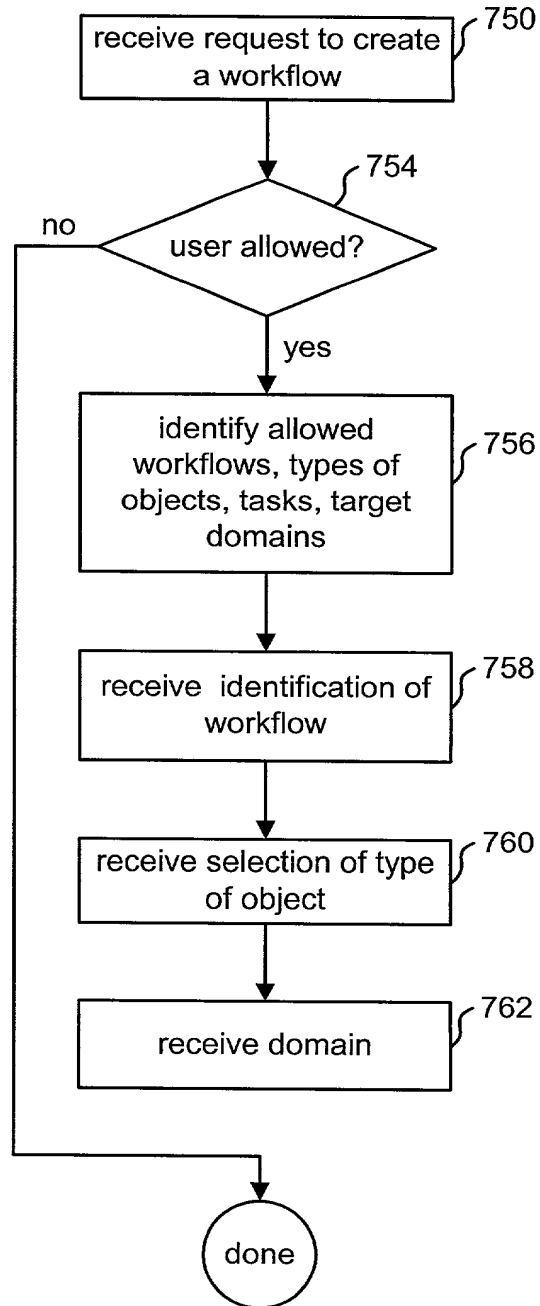 receive request to create
a workflow
750
754
no
user allowed?
yes
identify allowed
workflows, types of
objects, tasks, target
domains
756
receive identification of
workflow
758
receive selection of type
of object
760
receive domain
762
done